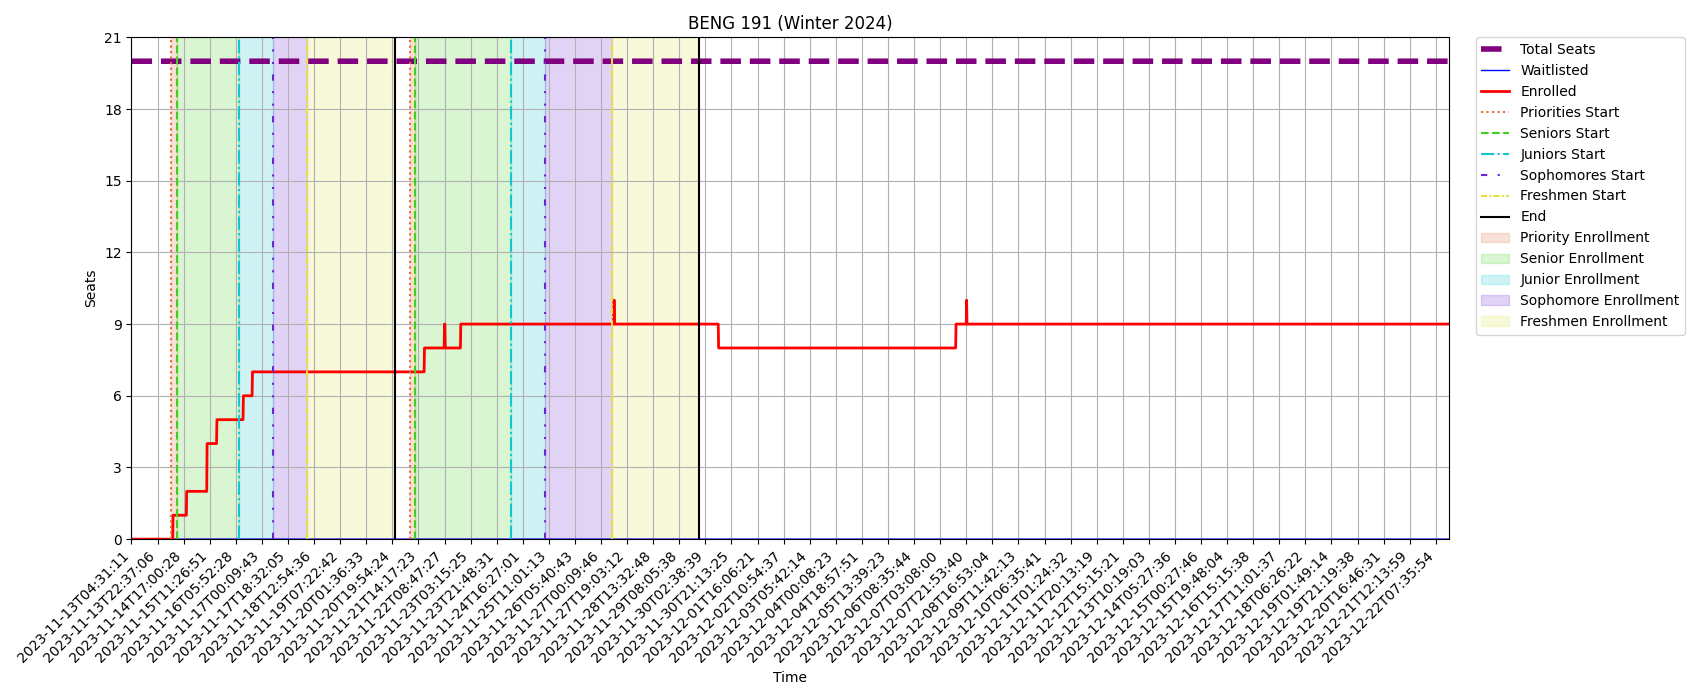 BENG 191 (Winter 2024)
Seats
21
18
15
12
9
6
3
0
2023-11-13T04:31:11
2023-11-13T22:37:06
2023-11-14T17:00:28
2023-11-15T11:26:51
2023-11-16T05:52:28
2023-11-17T00:09:43
2023-11-17T18:32:05
2023-11-18T12:54:36
2023-11-19T07:22:42
2023-11-20T01:36:33
2023-11-20T19:54:24
2023-11-21T14:17:23
2023-11-22T08:47:27
2023-11-23T03:15:25
2023-11-23T21:48:31
2023-11-24T16:27:01
2023-11-25T11:01:13
2023-11-26T05:40:43
2023-11-27T00:09:46
2023-11-27T19:03:12
2023-11-28T13:32:48
2023-11-29T08:05:38
2023-11-30T02:38:39
2023-11-30T21:13:25
2023-12-01T16:06:21
2023-12-02T10:54:37
2023-12-03T05:42:14
2023-12-04T00:08:23
2023-12-04T18:57:51
2023-12-05T13:39:23
2023-12-06T08:35:44
2023-12-07T03:08:00
2023-12-07T21:53:40
2023-12-08T16:53:04
2023-12-09T11:42:13
2023-12-10T06:35:41
2023-12-11T01:24:32
2023-12-11T20:13:19
2023-12-12T15:15:21
2023-12-13T10:19:03
2023-12-14T05:27:36
2023-12-15T00:27:46
2023-12-15T19:48:04
2023-12-16T15:15:38
2023-12-17T11:01:37
2023-12-18T06:26:22
2023-12-19T01:49:14
2023-12-19T21:19:38
2023-12-20T16:46:31
2023-12-21T12:13:59
2023-12-22T07:35:54
Time
Total Seats
Waitlisted
Enrolled
Priorities Start
Seniors Start
Juniors Start
Sophomores Start
Freshmen Start
End
Priority Enrollment
Senior Enrollment
Junior Enrollment
Sophomore Enrollment
Freshmen Enrollment